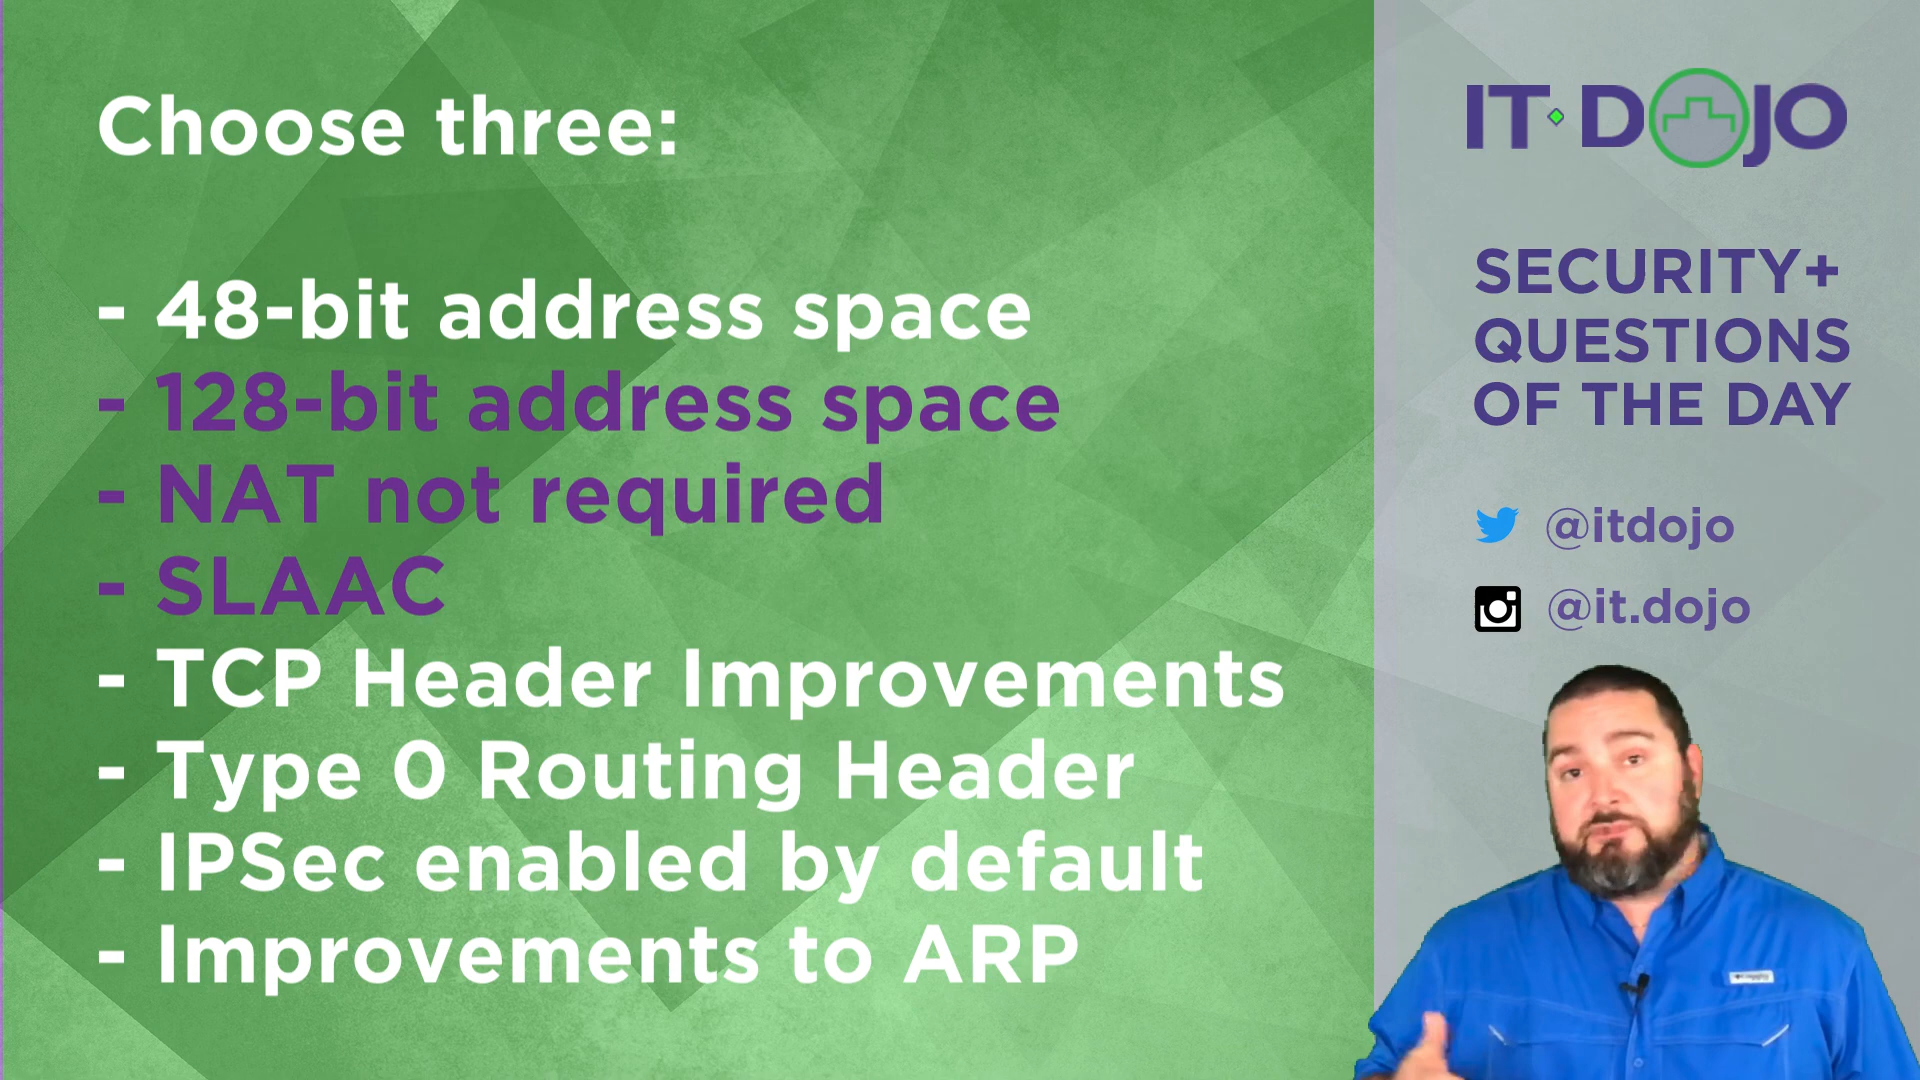 Choose three:
- 48-bit address space
- 128-bit address space
- NAT not required
- SLAAC
- TCP Header Improvements
- Type 0 Routing Header
- IPSec enabled by default
- Improvements to ARP
IT DOJO
SECURITY+
QUESTIONS
OF THE DAY
@itdojo
@it.dojo